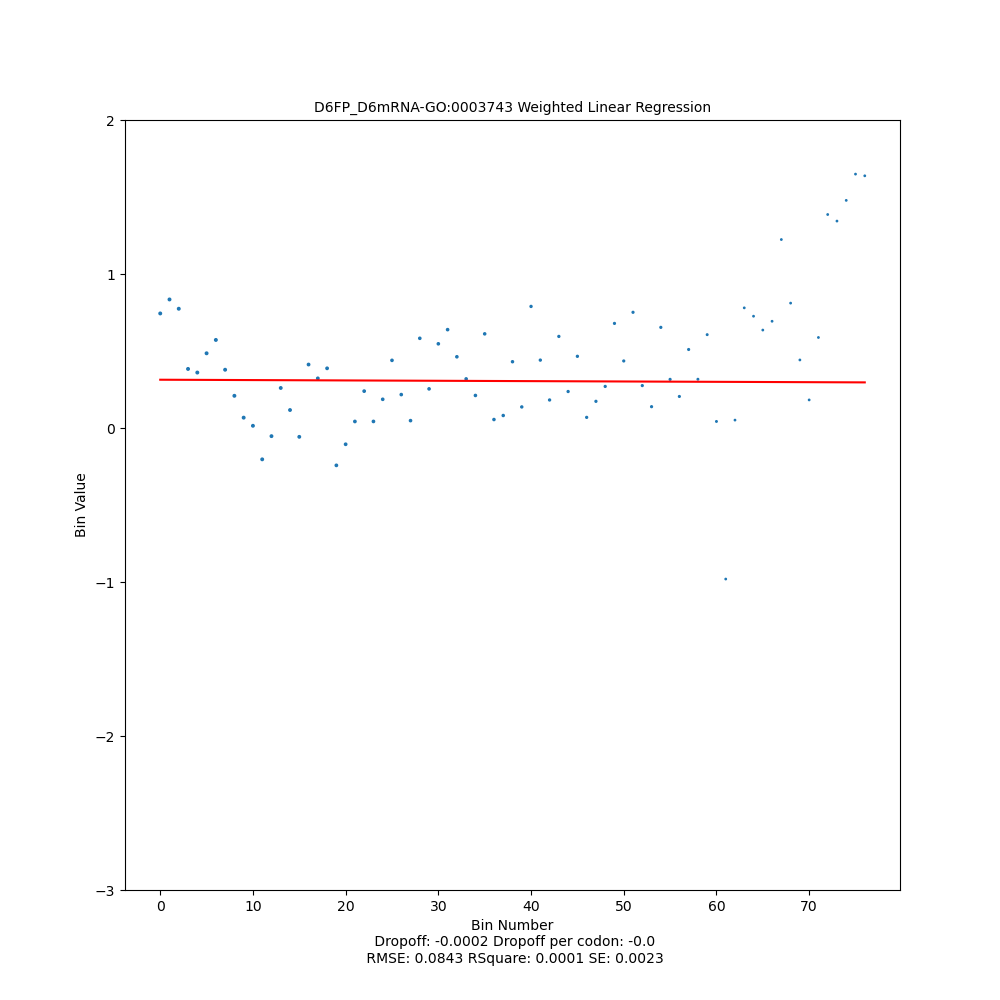 D6FP_D6mRNA-GO:0003743 Weighted Linear Regression
2
1
0
−1
−2
−3
Bin Value
0 10 20 30 40 50 60 70
Bin Number
Dropoff: -0.0002 Dropoff per codon: -0.0
RMSE: 0.0843 RSquare: 0.0001 SE: 0.0023